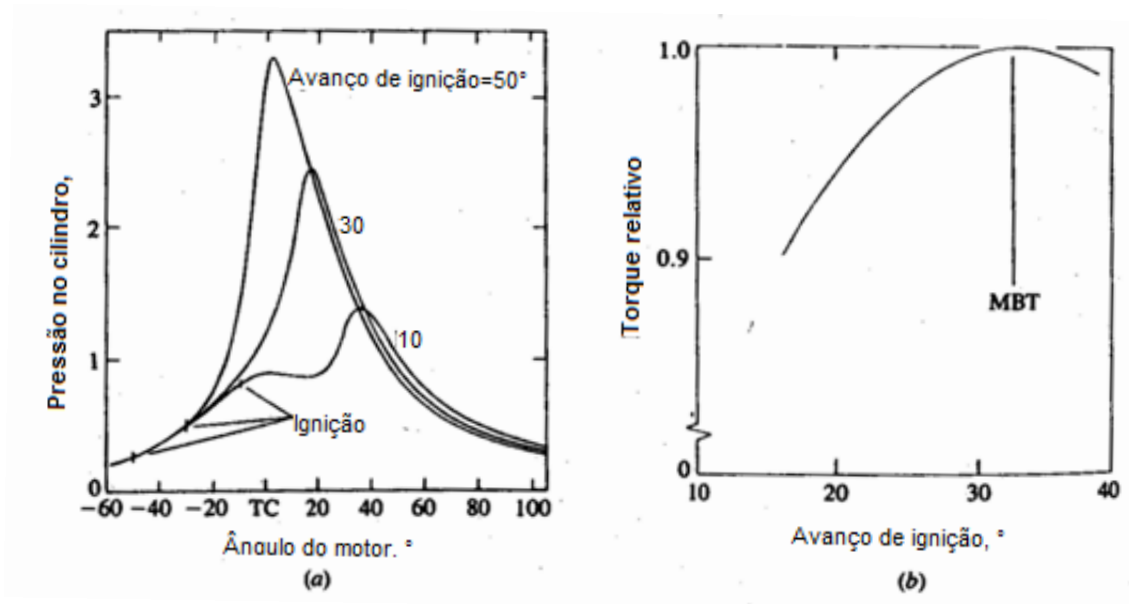 Avanço de ignição=50°
3
2
1
0
30
10
Ignição
Pressão no cilindro,
−60 −40 −20 TC 20 40 60 80 100
Ângulo do motor. °
(a)
1.0
0.9
0
Torque relativo
MBT
10 20 30 40
Avanço de ignição, °
(b)